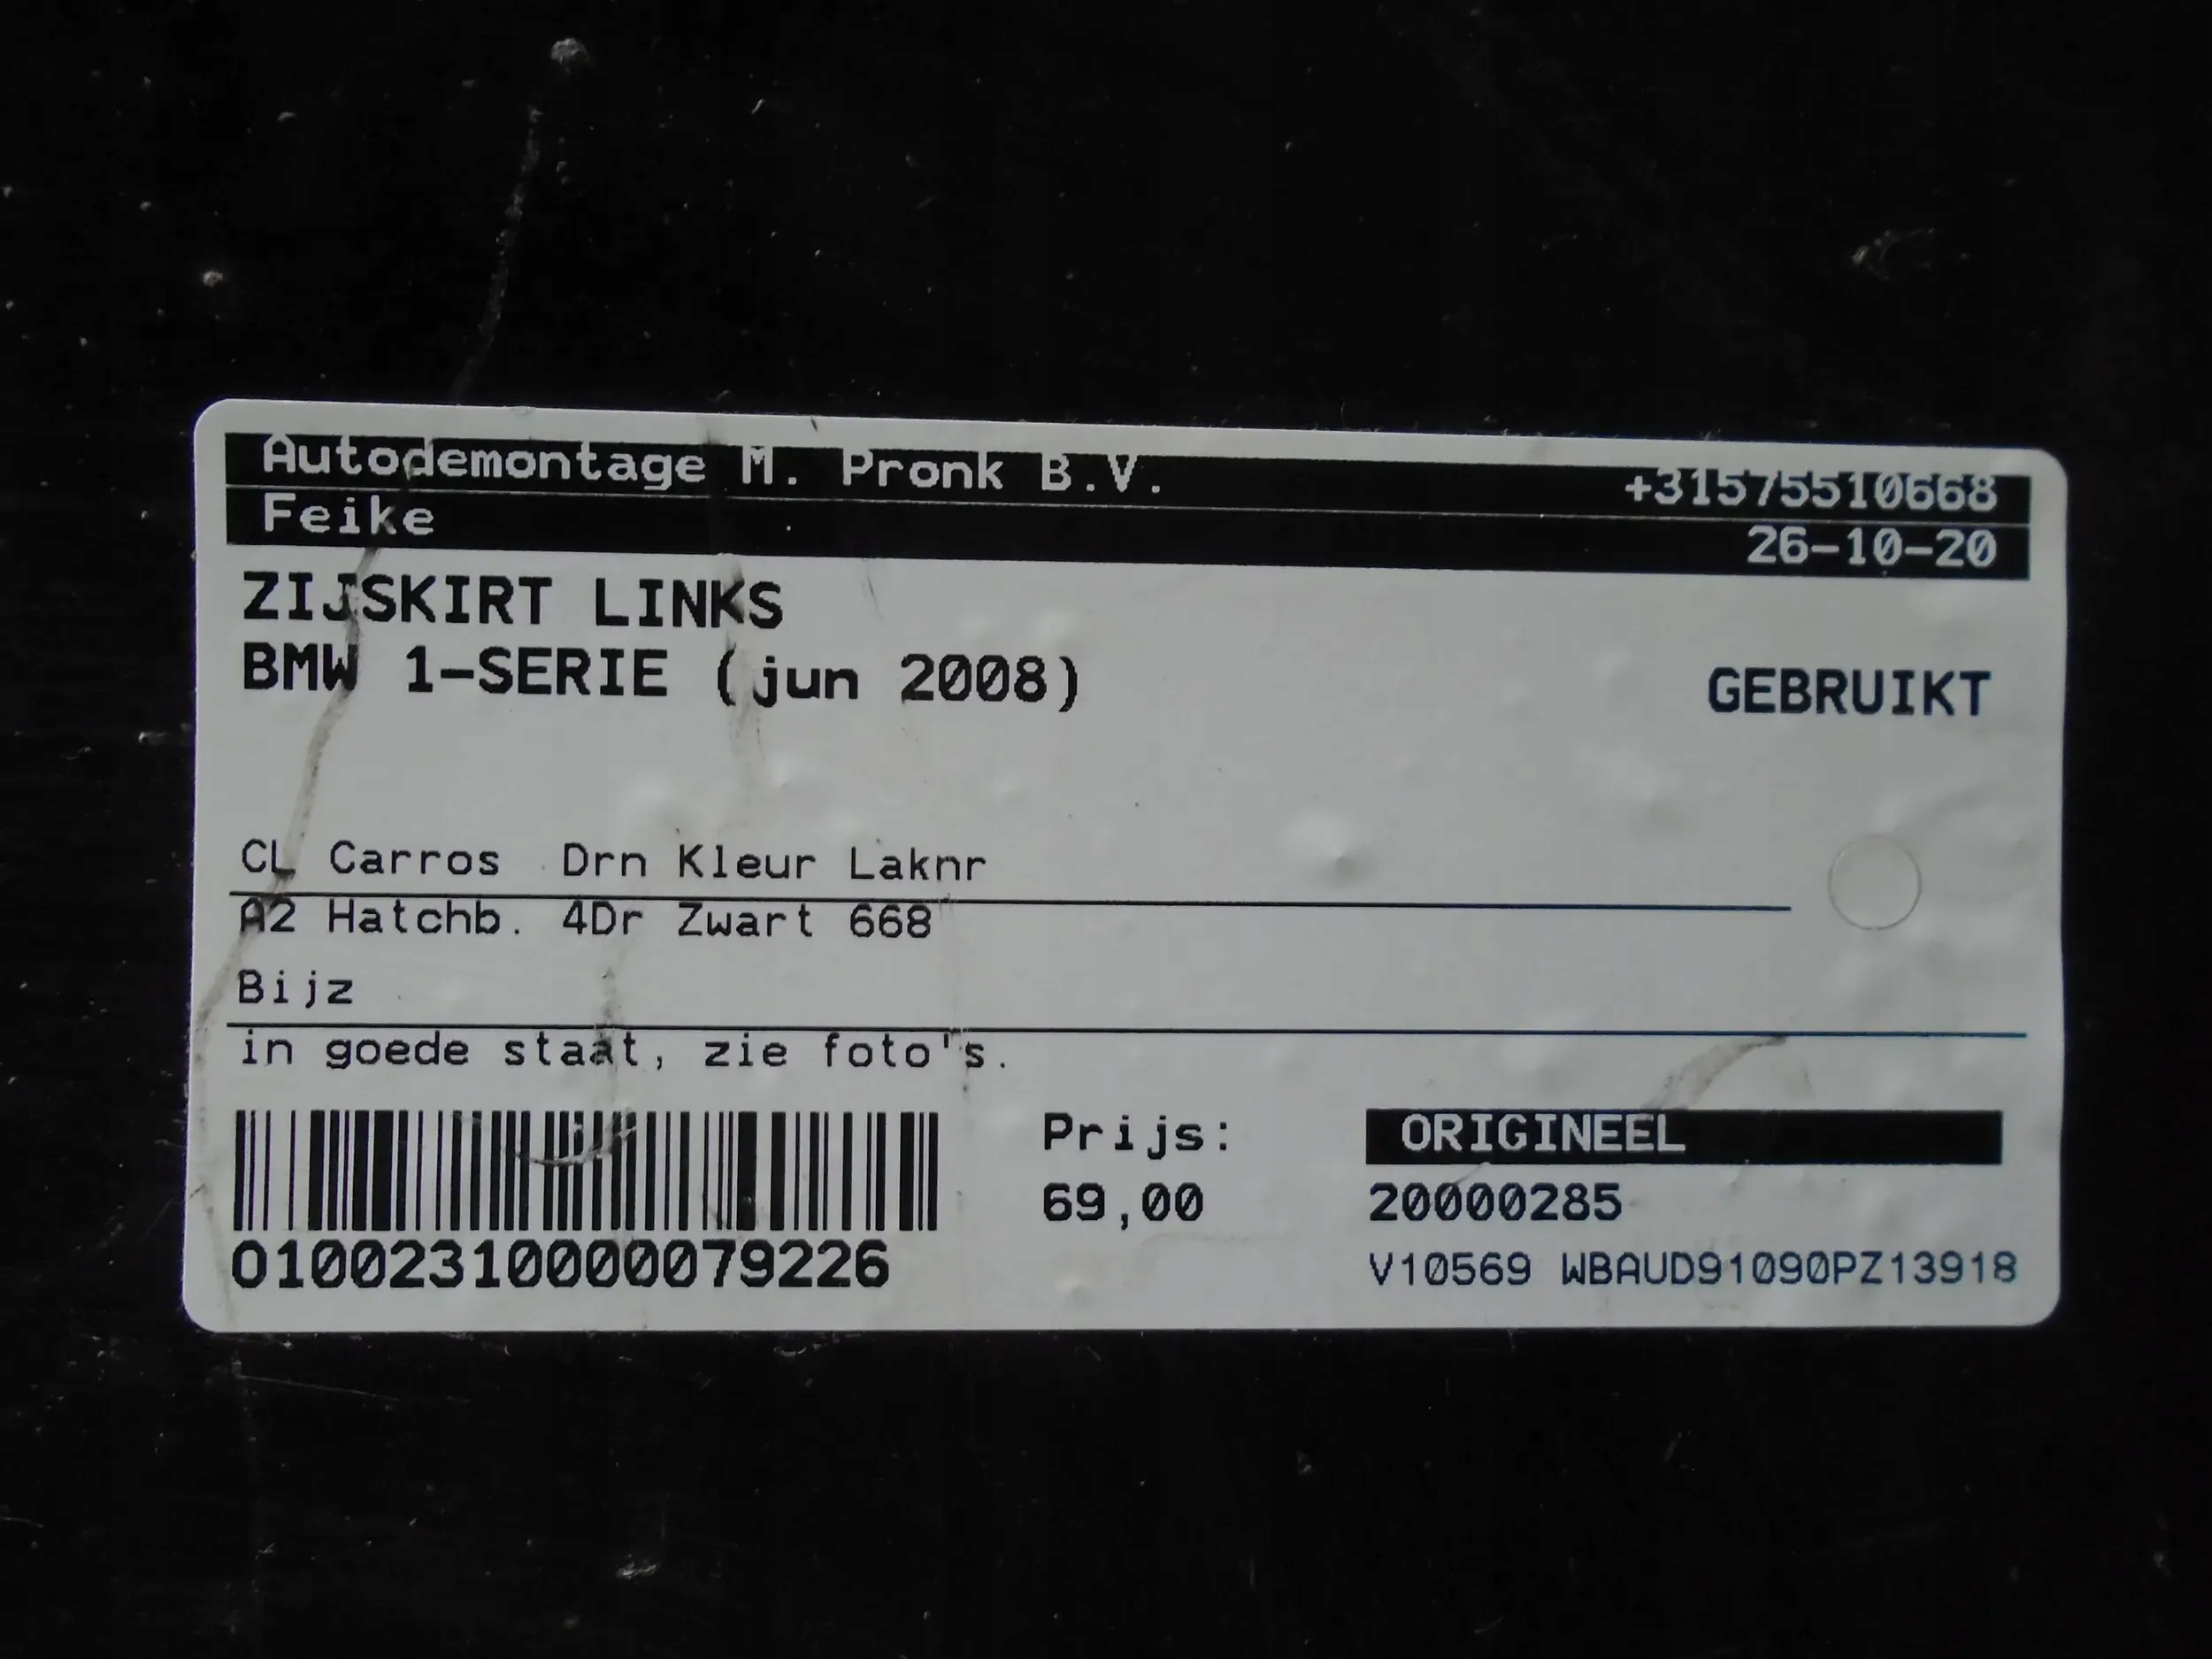 Autodemontage M. Pronk B.V. +31575510668
Feike 26-10-20
ZIJSKIRT LINKS
BMW 1-SERIE (jun 2008) GEBRUIKT
CL Carros Drn Kleur Laknr
A2 Hatchb. 4Dr Zwart 668
Bijz
in goede staat, zie foto's.
Prijs: ORIGINEEL
69,00 20000285
0100231000079226 V10569 WBAUD91090PZ13918